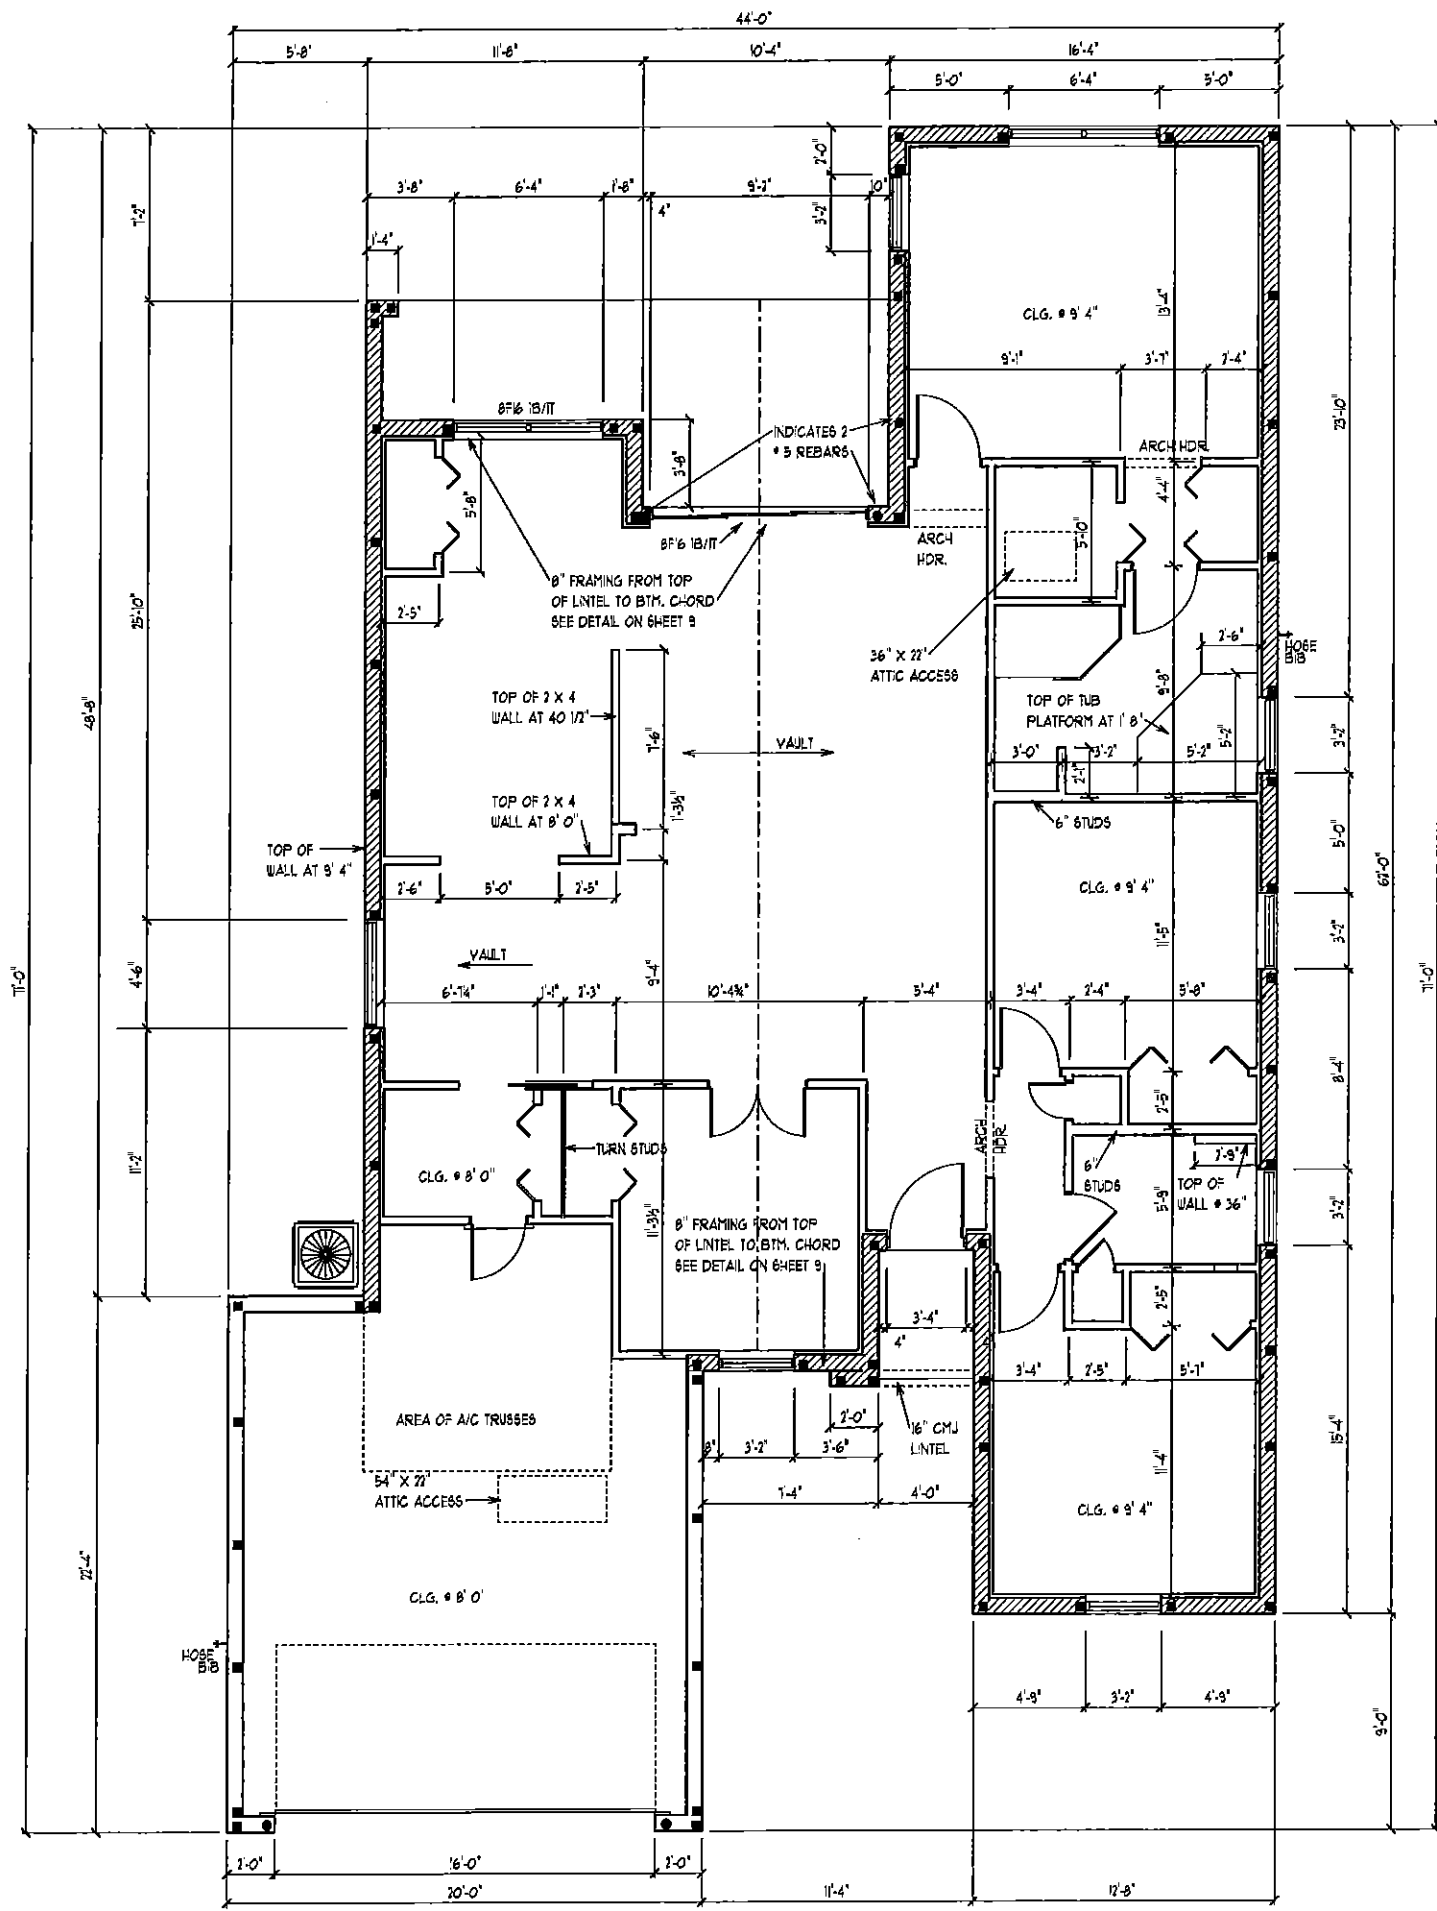 44'-0"
5'-8" 11'-8" 10'-4" 16'-4"
5'-0" 6'-4" 5'-0"
2'-0"
3'-8" 6'-4" 1'-8" 9'-2" 10"
4"
3'-2"
7'-2"
1'-4"
CLG. @ 9' 4"
13'-4"
9'-1" 3'-7" 2'-4"
23'-10"
8F16 1B/1T
INDICATES 2
# 5 REBARS
ARCH HDR.
3'-8"
5'-8"
4'-4"
5'-10"
8F16 1B/1T
ARCH
HDR.
8" FRAMING FROM TOP
OF LINTEL TO BTM. CHORD
SEE DETAIL ON SHEET 9
2'-5"
25'-10"
36" X 22"
ATTIC ACCESS
2'-6"
HOSE
BIB
48'-8"
TOP OF 2 X 4
WALL AT 40 1/2"
9'-8"
TOP OF TUB
PLATFORM AT 1' 8"
7'-6"
VAULT
3'-0" 3'-2" 5'-2"
5'-2"
3'-2"
2'-1"
TOP OF 2 X 4
WALL AT 8' 0"
11'-3½"
6" STUDS
5'-0"
TOP OF
WALL AT 9' 4"
2'-6" 5'-0" 2'-5"
CLG. @ 9' 4"
62'-0"
11'-5"
3'-2"
71'-0"
4'-6"
VAULT
9'-4"
71'-0"
6'-7¼" 1'-1" 2'-3" 10'-4¾" 5'-4" 3'-4" 2'-4" 5'-8"
8'-4"
2'-5"
11'-2"
TURN STUDS
ARCH
HDR.
CLG. @ 8' 0"
6"
STUDS
2'-9"
TOP OF
WALL @ 36"
5'-9"
3'-2"
11'-3½"
8" FRAMING FROM TOP
OF LINTEL TO BTM. CHORD
SEE DETAIL ON SHEET 9
3'-4"
4"
2'-5"
3'-4" 2'-5" 5'-7"
AREA OF A/C TRUSSES
2'-0"
16" CMU
LINTEL
8" 3'-2" 3'-6"
11'-4"
15'-4"
54" X 22"
ATTIC ACCESS
7'-4" 4'-0"
CLG. @ 9' 4"
22'-4"
CLG. @ 8' 0"
HOSE
BIB
4'-9" 3'-2" 4'-9"
9'-0"
2'-0" 16'-0" 2'-0"
20'-0" 11'-4" 12'-8"